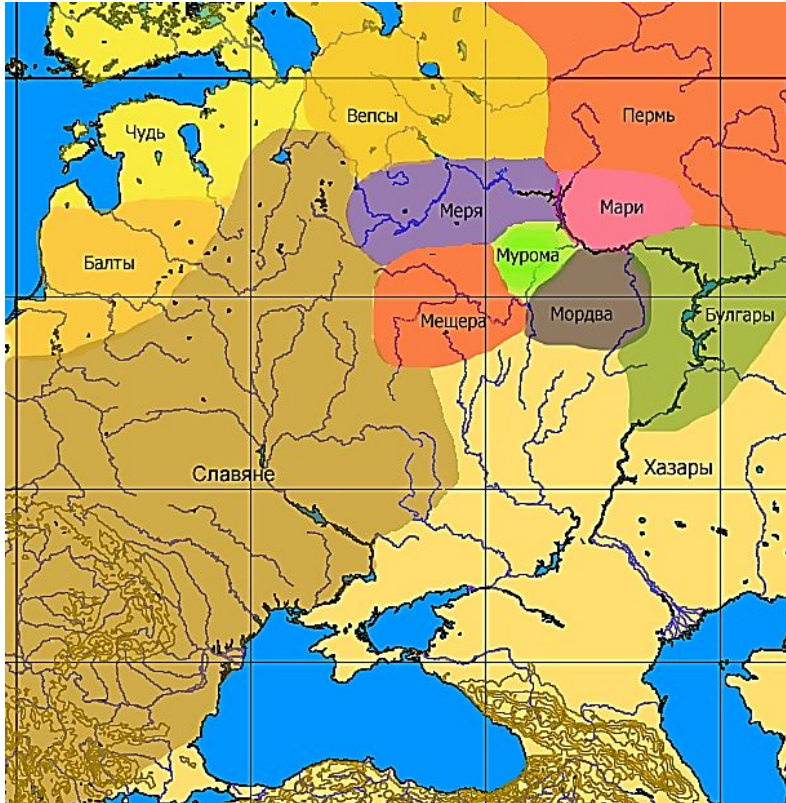 Чудь
Вепсы
Пермь
Меря
Мари
Балты
Мурома
Мещера
Мордва
Булгары
Славяне
Хазары